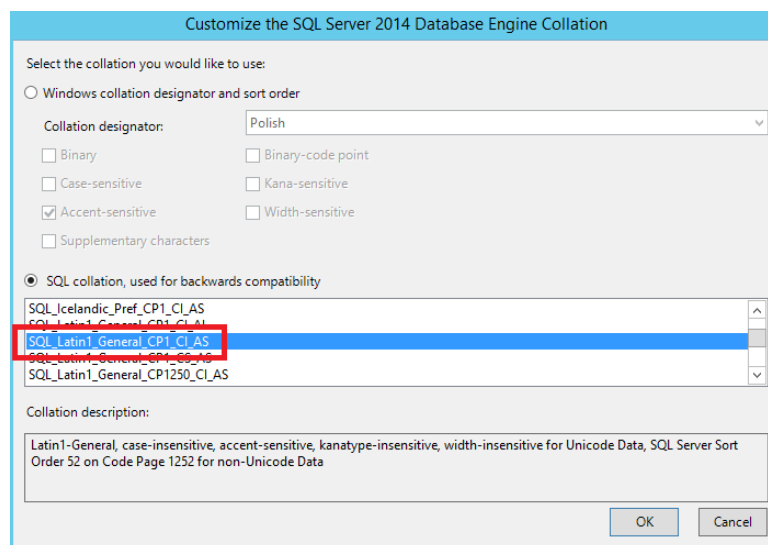 Customize the SQL Server 2014 Database Engine Collation
Select the collation you would like to use:
Windows collation designator and sort order
Collation designator:
Polish
Binary
Binary-code point
Case-sensitive
Kana-sensitive
Accent-sensitive
Width-sensitive
Supplementary characters
SQL collation, used for backwards compatibility
SQL_Icelandic_Pref_CP1_CI_AS
SQL_Latin1_General_CP1_CI_AI
SQL_Latin1_General_CP1_CI_AS
SQL_Latin1_General_CP1_CS_AS
SQL_Latin1_General_CP1250_CI_AS
Collation description:
Latin1-General, case-insensitive, accent-sensitive, kanatype-insensitive, width-insensitive for Unicode Data, SQL Server Sort
Order 52 on Code Page 1252 for non-Unicode Data
OK
Cancel